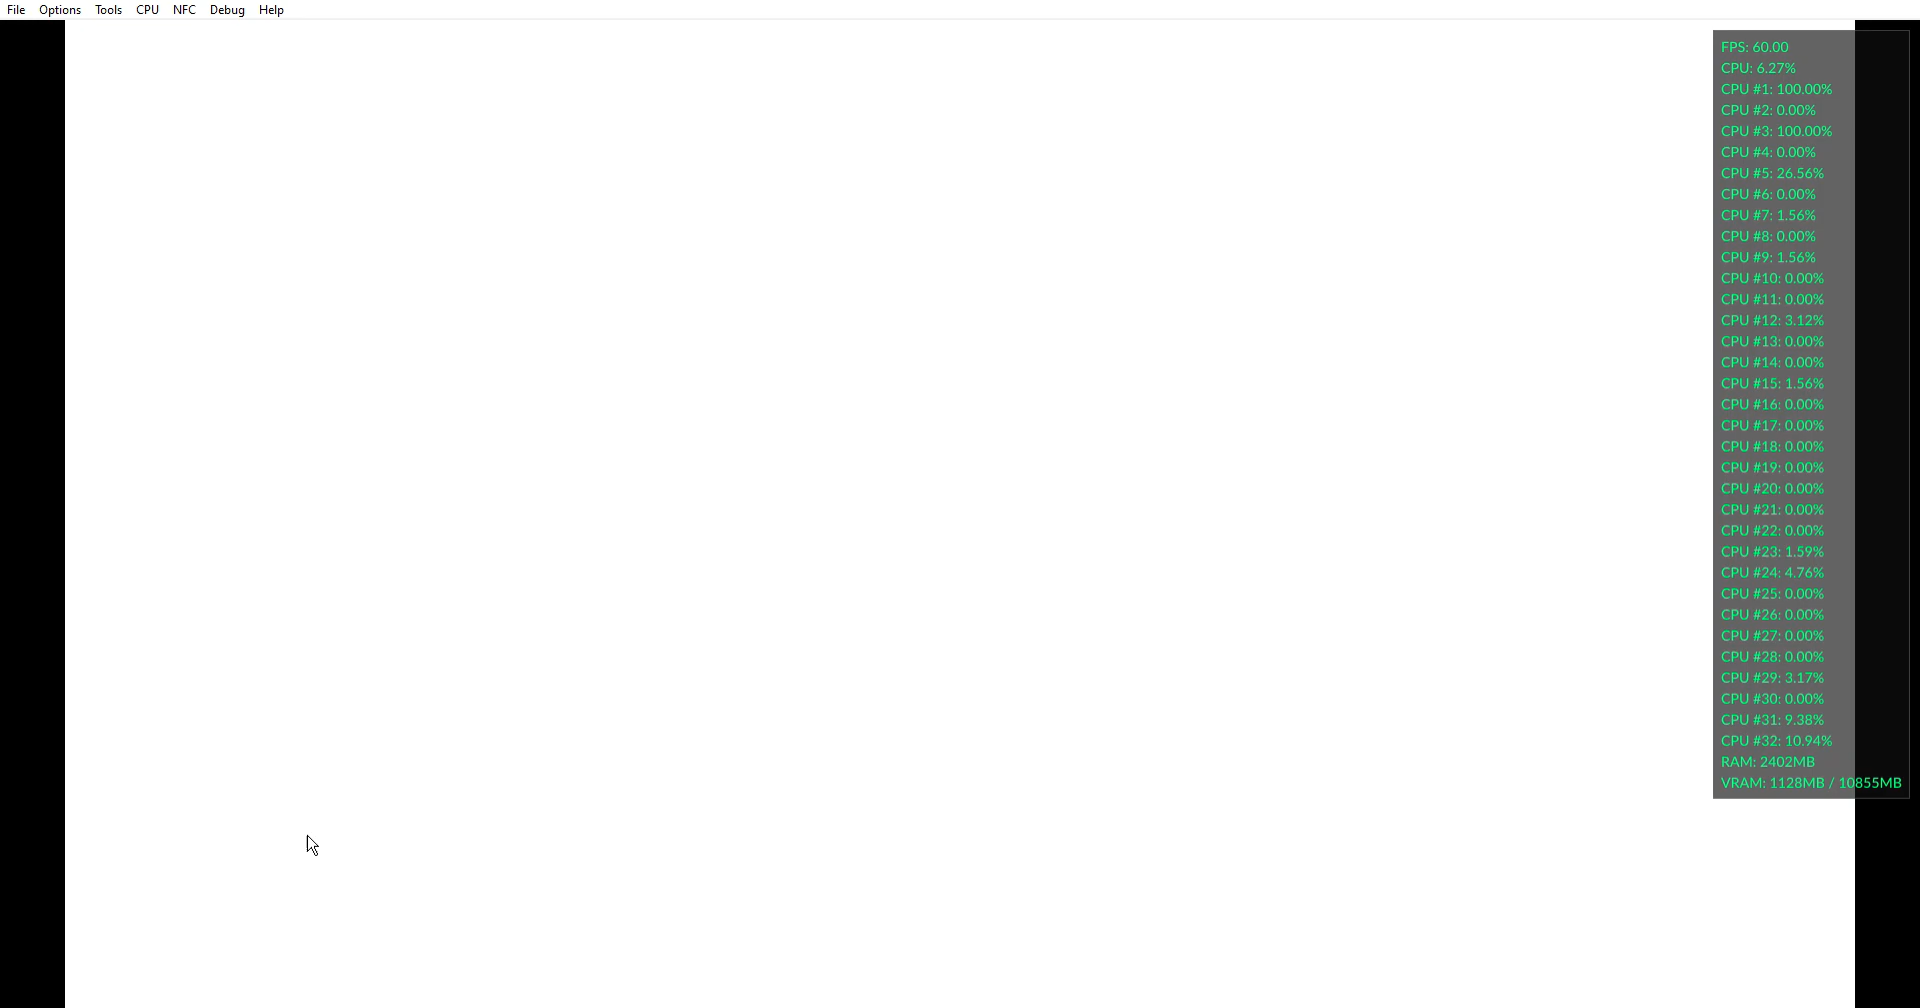 File Options Tools CPU NFC Debug Help
FPS: 60.00
CPU: 6.27%
CPU #1: 100.00%
CPU #2: 0.00%
CPU #3: 100.00%
CPU #4: 0.00%
CPU #5: 26.56%
CPU #6: 0.00%
CPU #7: 1.56%
CPU #8: 0.00%
CPU #9: 1.56%
CPU #10: 0.00%
CPU #11: 0.00%
CPU #12: 3.12%
CPU #13: 0.00%
CPU #14: 0.00%
CPU #15: 1.56%
CPU #16: 0.00%
CPU #17: 0.00%
CPU #18: 0.00%
CPU #19: 0.00%
CPU #20: 0.00%
CPU #21: 0.00%
CPU #22: 0.00%
CPU #23: 1.59%
CPU #24: 4.76%
CPU #25: 0.00%
CPU #26: 0.00%
CPU #27: 0.00%
CPU #28: 0.00%
CPU #29: 3.17%
CPU #30: 0.00%
CPU #31: 9.38%
CPU #32: 10.94%
RAM: 2402MB
VRAM: 1128MB / 10855MB